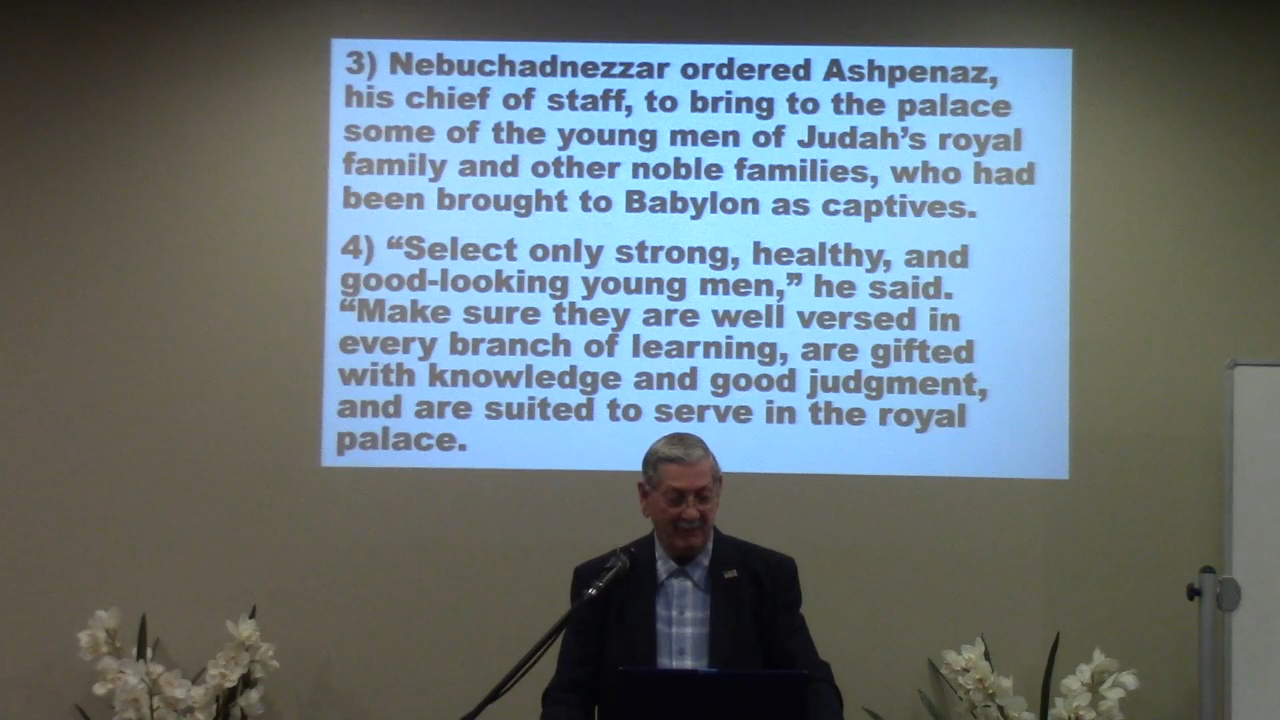 3) Nebuchadnezzar ordered Ashpenaz,
his chief of staff, to bring to the palace
some of the young men of Judah’s royal
family and other noble families, who had
been brought to Babylon as captives.
4) “Select only strong, healthy, and
good-looking young men,” he said.
“Make sure they are well versed in
every branch of learning, are gifted
with knowledge and good judgment,
and are suited to serve in the royal
palace.